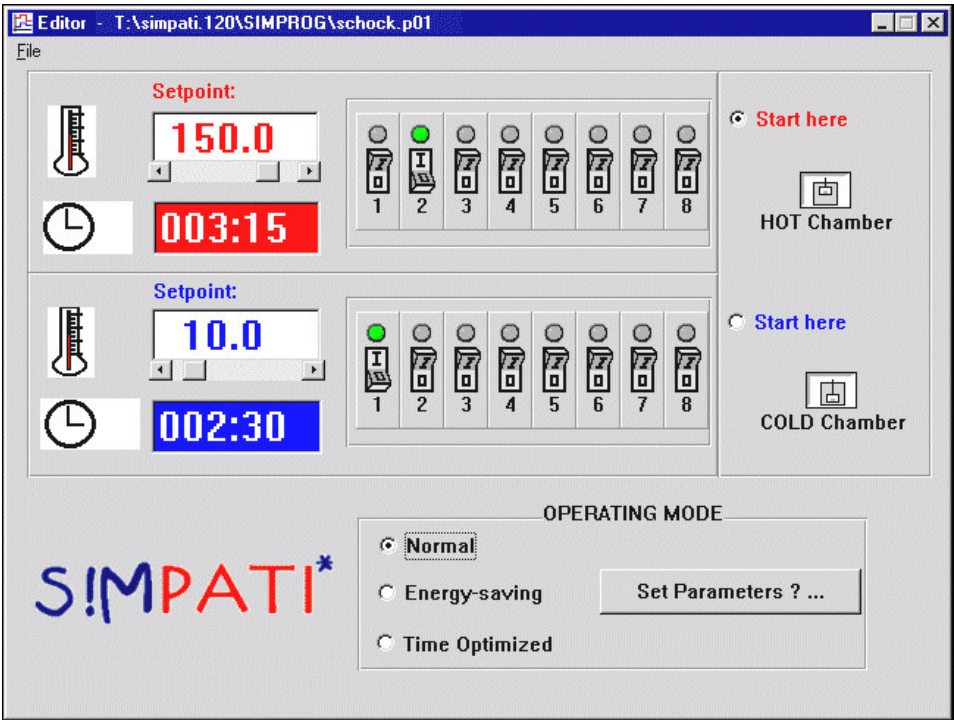 Editor - T:\simpati.120\SIMPROG\schock.p01
File
Setpoint:
150.0
003:15
1 2 3 4 5 6 7 8
Start here
HOT Chamber
Setpoint:
10.0
002:30
1 2 3 4 5 6 7 8
Start here
COLD Chamber
OPERATING MODE
Normal
Energy-saving
Set Parameters ? ...
Time Optimized
S!MPATI*